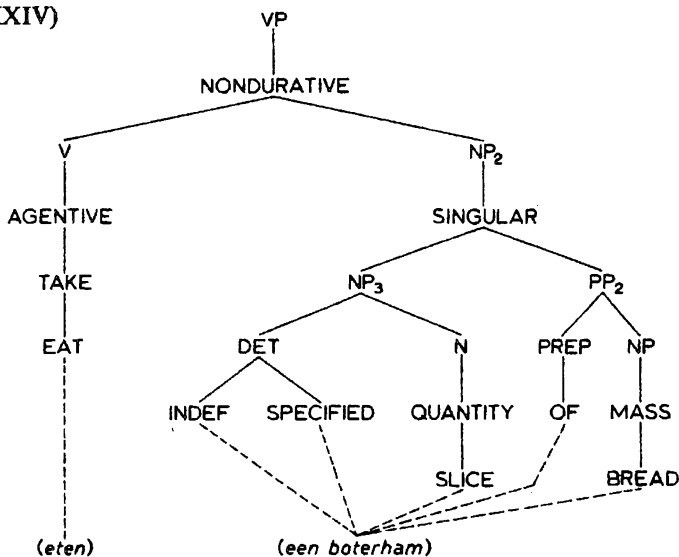 XXIV)
VP
NONDURATIVE
V NP₂
AGENTIVE SINGULAR
TAKE NP₃ PP₂
EAT DET N PREP NP
INDEF SPECIFIED QUANTITY OF MASS
SLICE BREAD
(eten) (een boterham)